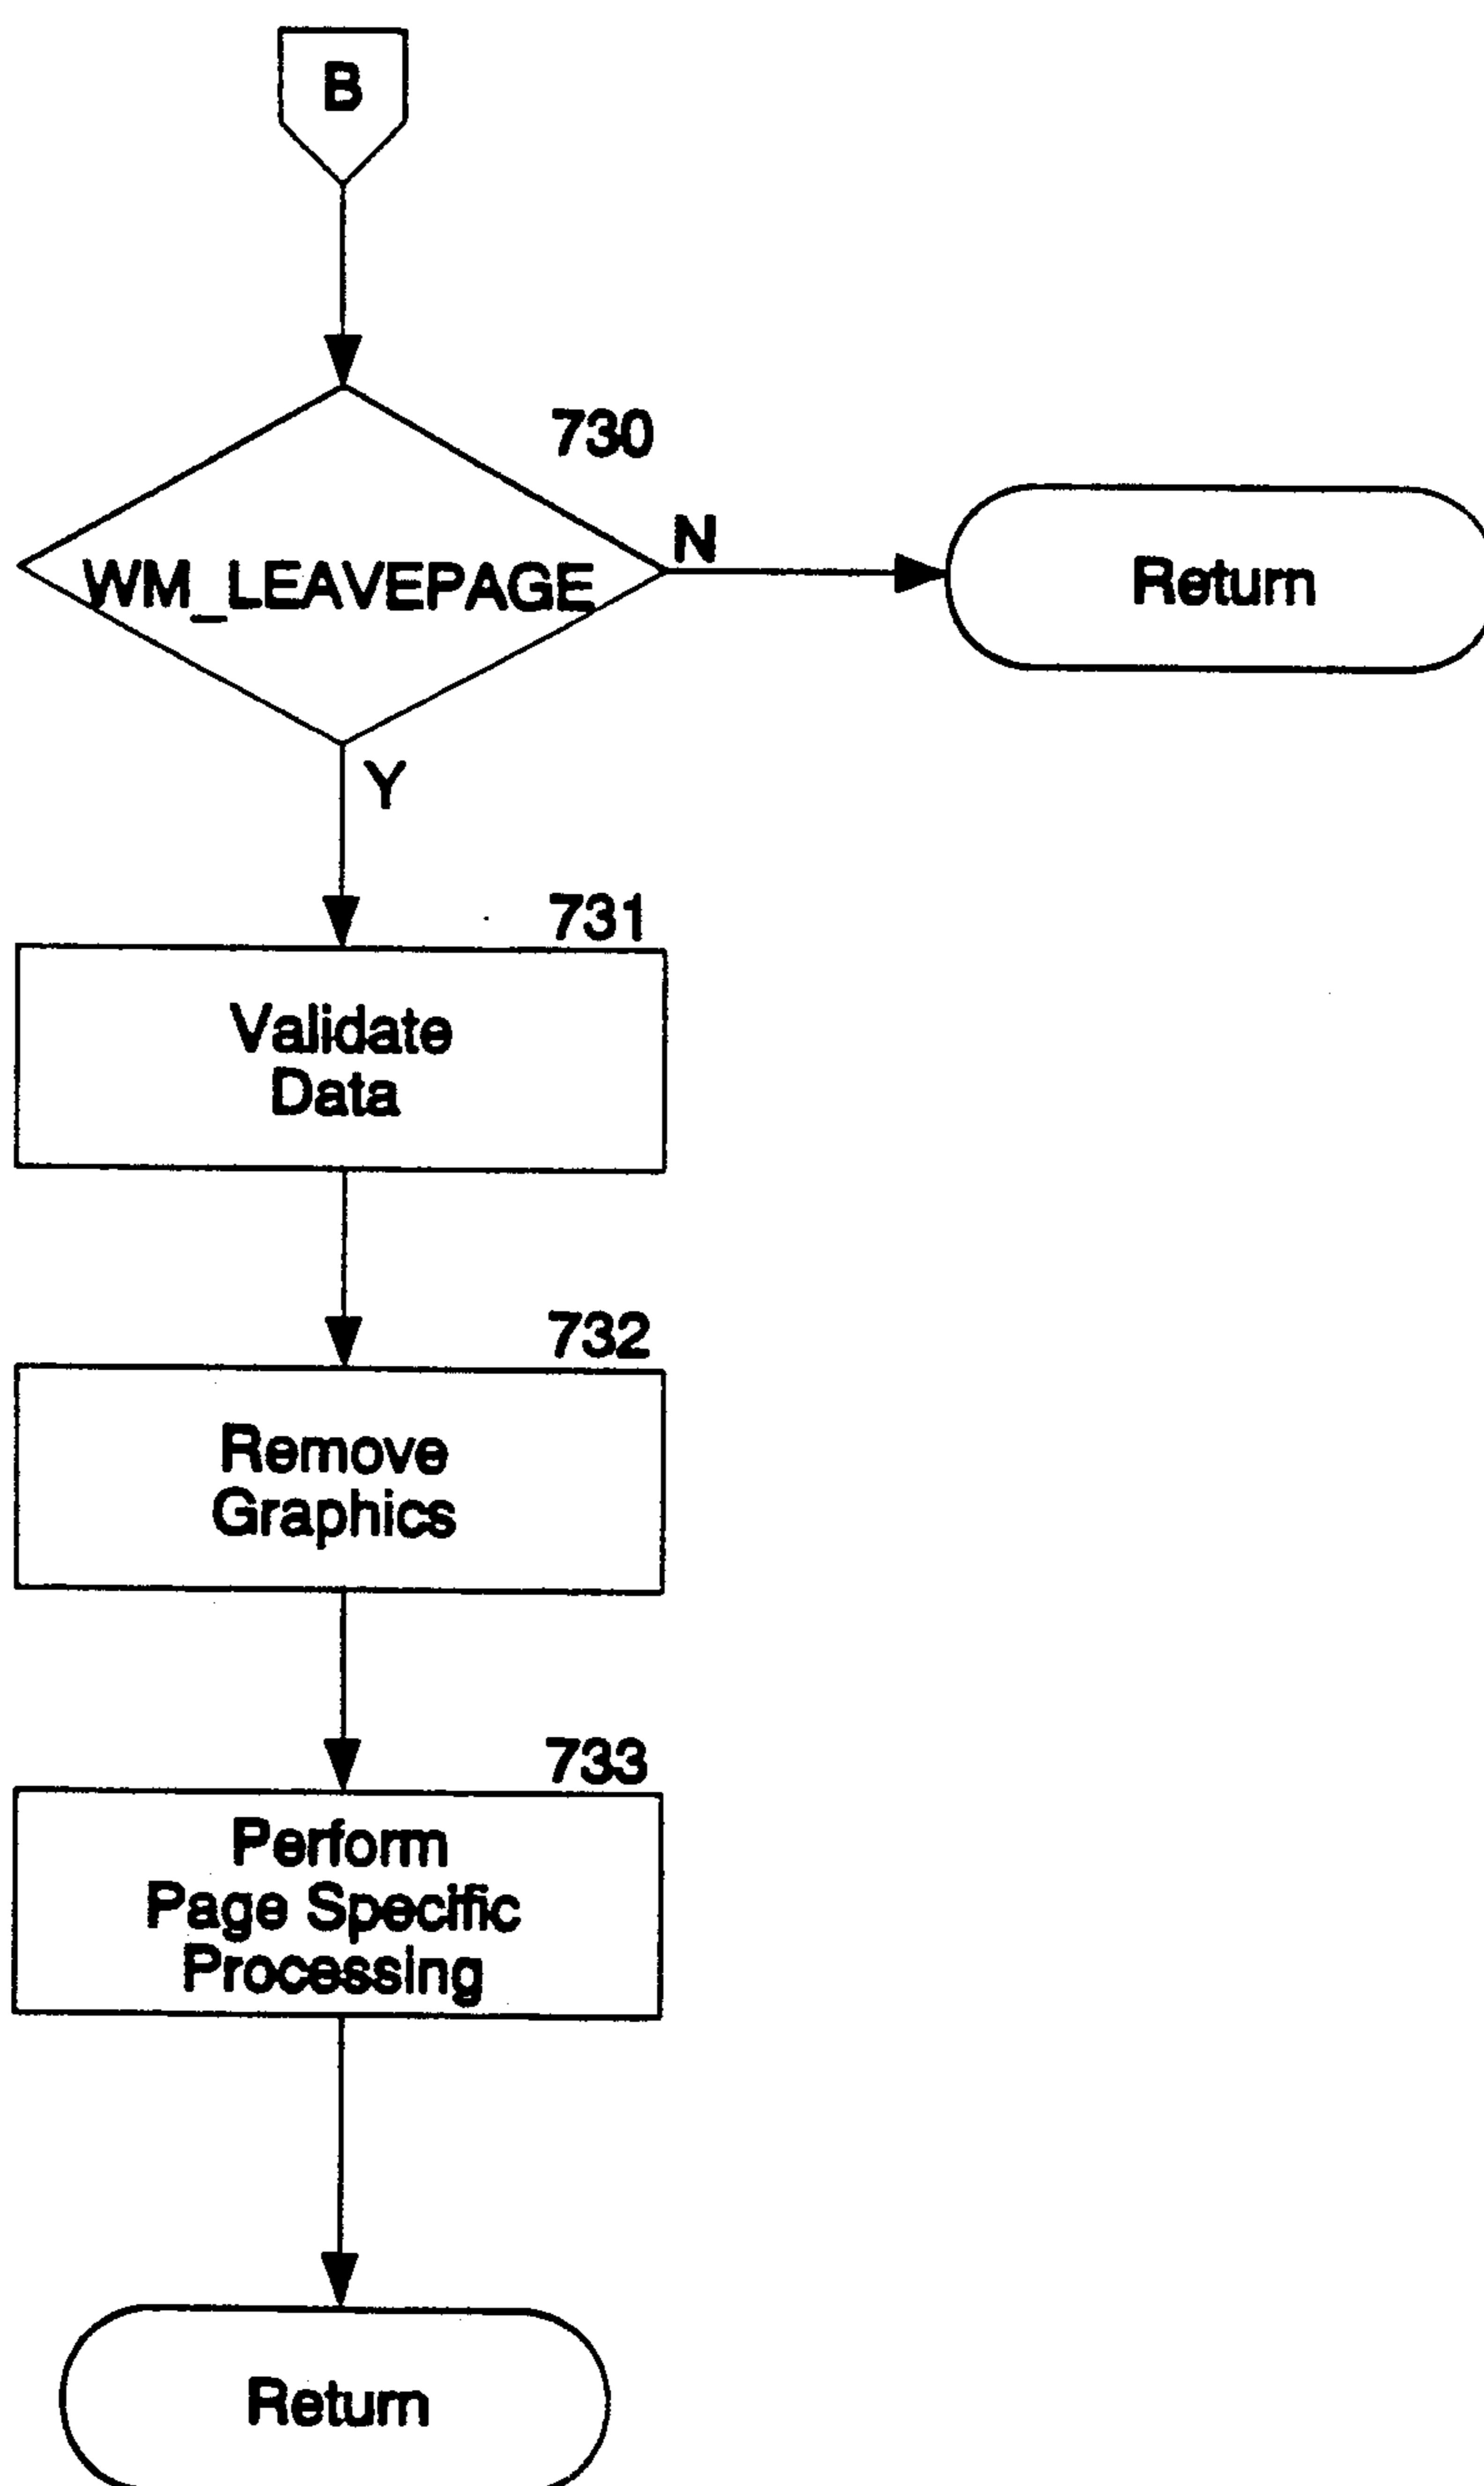 B
730
WM_LEAVEPAGE
N
Return
Y
731
Validate
Data
732
Remove
Graphics
733
Perform
Page Specific
Processing
Return